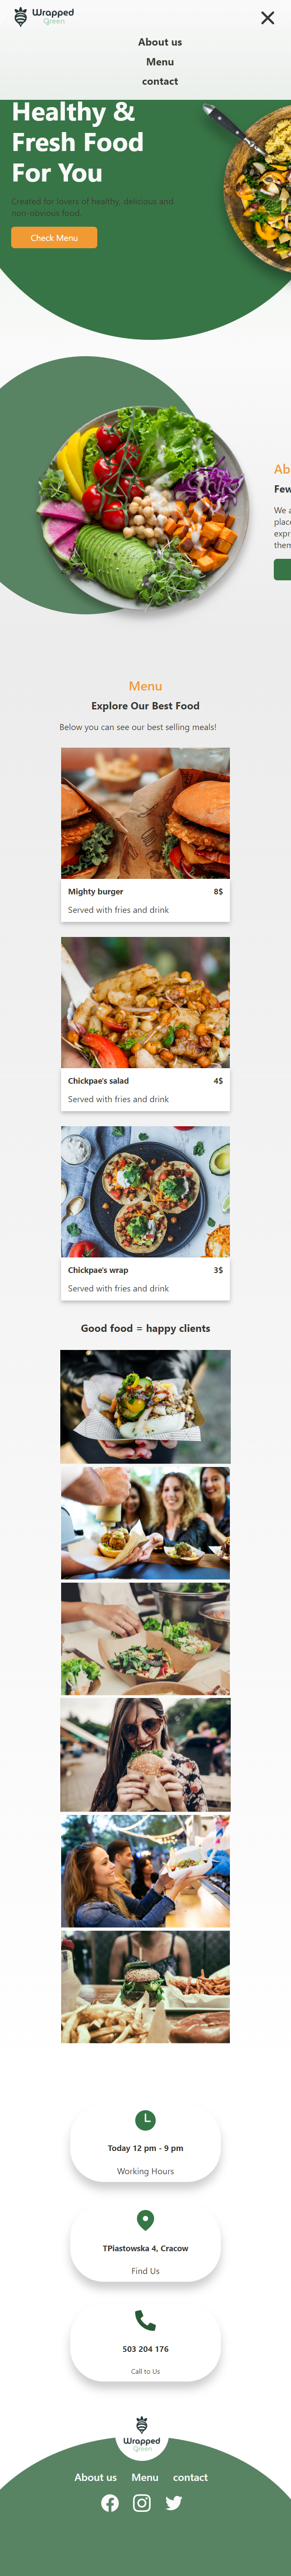 Wrapped
Green
About us
Menu
contact
Healthy &
Fresh Food
For You
Created for lovers of healthy, delicious and
non-obvious food.
Check Menu
Ab
Few
We a
place
expr
them
Menu
Explore Our Best Food
Below you can see our best selling meals!
Mighty burger 8$
Served with fries and drink
Chickpae's salad 4$
Served with fries and drink
Chickpae's wrap 3$
Served with fries and drink
Good food = happy clients
Today 12 pm - 9 pm
Working Hours
TPiastowska 4, Cracow
Find Us
503 204 176
Call to Us
Wrapped
Green
About us Menu contact